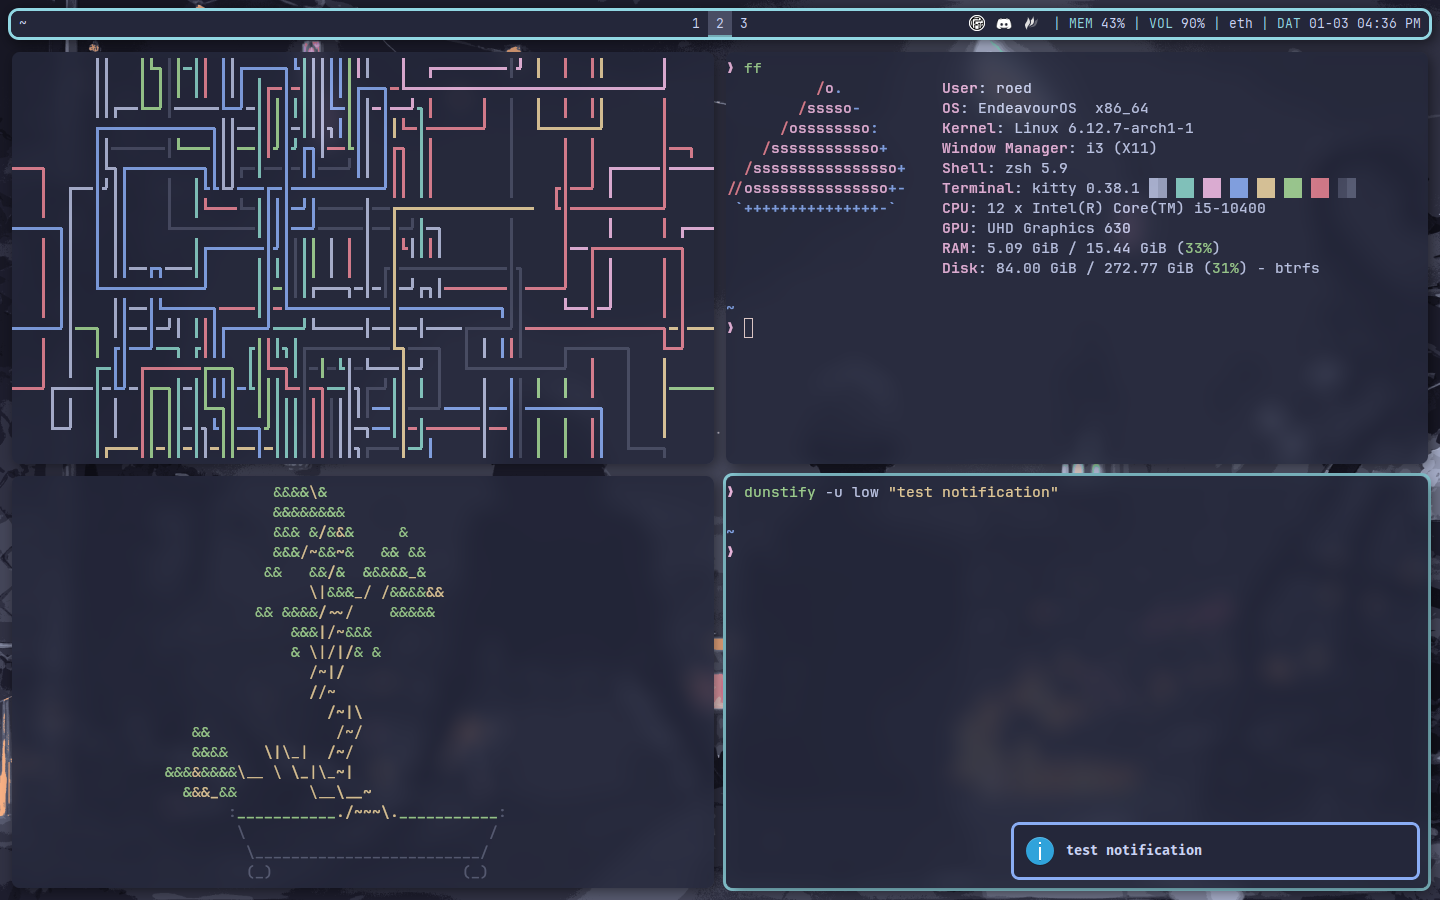 ~
1 2 3
| MEM 43% | VOL 90% | eth | DAT 01-03 04:36 PM
❱ ff
/o.
/sssso-
/osssssssso:
/ssssssssssso+
/ssssssssssssssso+
//osssssssssssssso+-
`+++++++++++++++-`
User: roed
OS: EndeavourOS  x86_64
Kernel: Linux 6.12.7-arch1-1
Window Manager: i3 (X11)
Shell: zsh 5.9
Terminal: kitty 0.38.1
CPU: 12 x Intel(R) Core(TM) i5-10400
GPU: UHD Graphics 630
RAM: 5.09 GiB / 15.44 GiB (33%)
Disk: 84.00 GiB / 272.77 GiB (31%) - btrfs
~
❱
&&&&\&
&&&&&&&&
&&& &/&&&     &
&&&/~&&~&   && &&
&&   &&/&  &&&&&_&
\|&&&_/ /&&&&&&
&& &&&&/~~/    &&&&&
&&&|/~&&&
& \|/|/& &
/~|/
//~
/~|\
&&              /~/
&&&&    \|\_|  /~/
&&&&&&&&\__ \ \_|\_~|
&&&_&&        \__\__~
:___________./~~~\.___________:
\                           /
\_________________________/
(_)                     (_)
❱ dunstify -u low "test notification"
~
❱
test notification